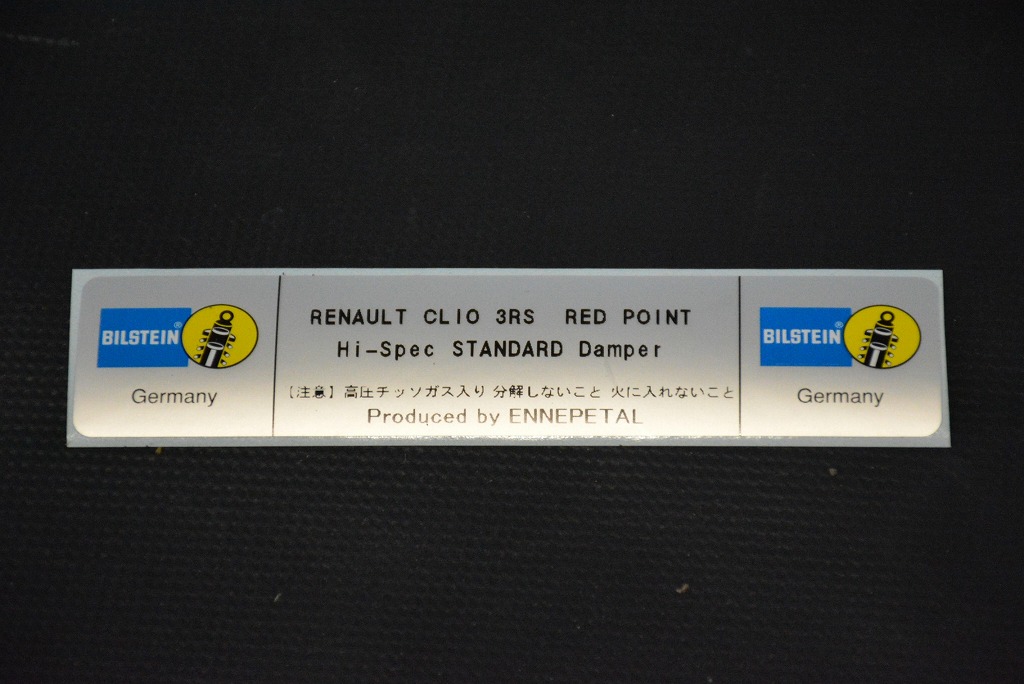 BILSTEIN®
Germany
RENAULT CLIO 3RS RED POINT
Hi-Spec STANDARD Damper
【注意】高圧チッソガス入り 分解しないこと 火に入れないこと
Produced by ENNEPETAL
BILSTEIN®
Germany